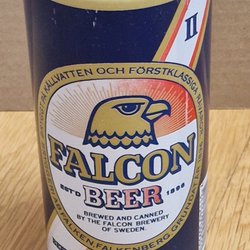 II
KÄLLVATTEN OCH FÖRSTKLASSIGA
FALCON
BEER
ESTD 1896
BREWED AND CANNED
BY THE FALCON BREWERY
OF SWEDEN.
FALKEN, FALKENBERG